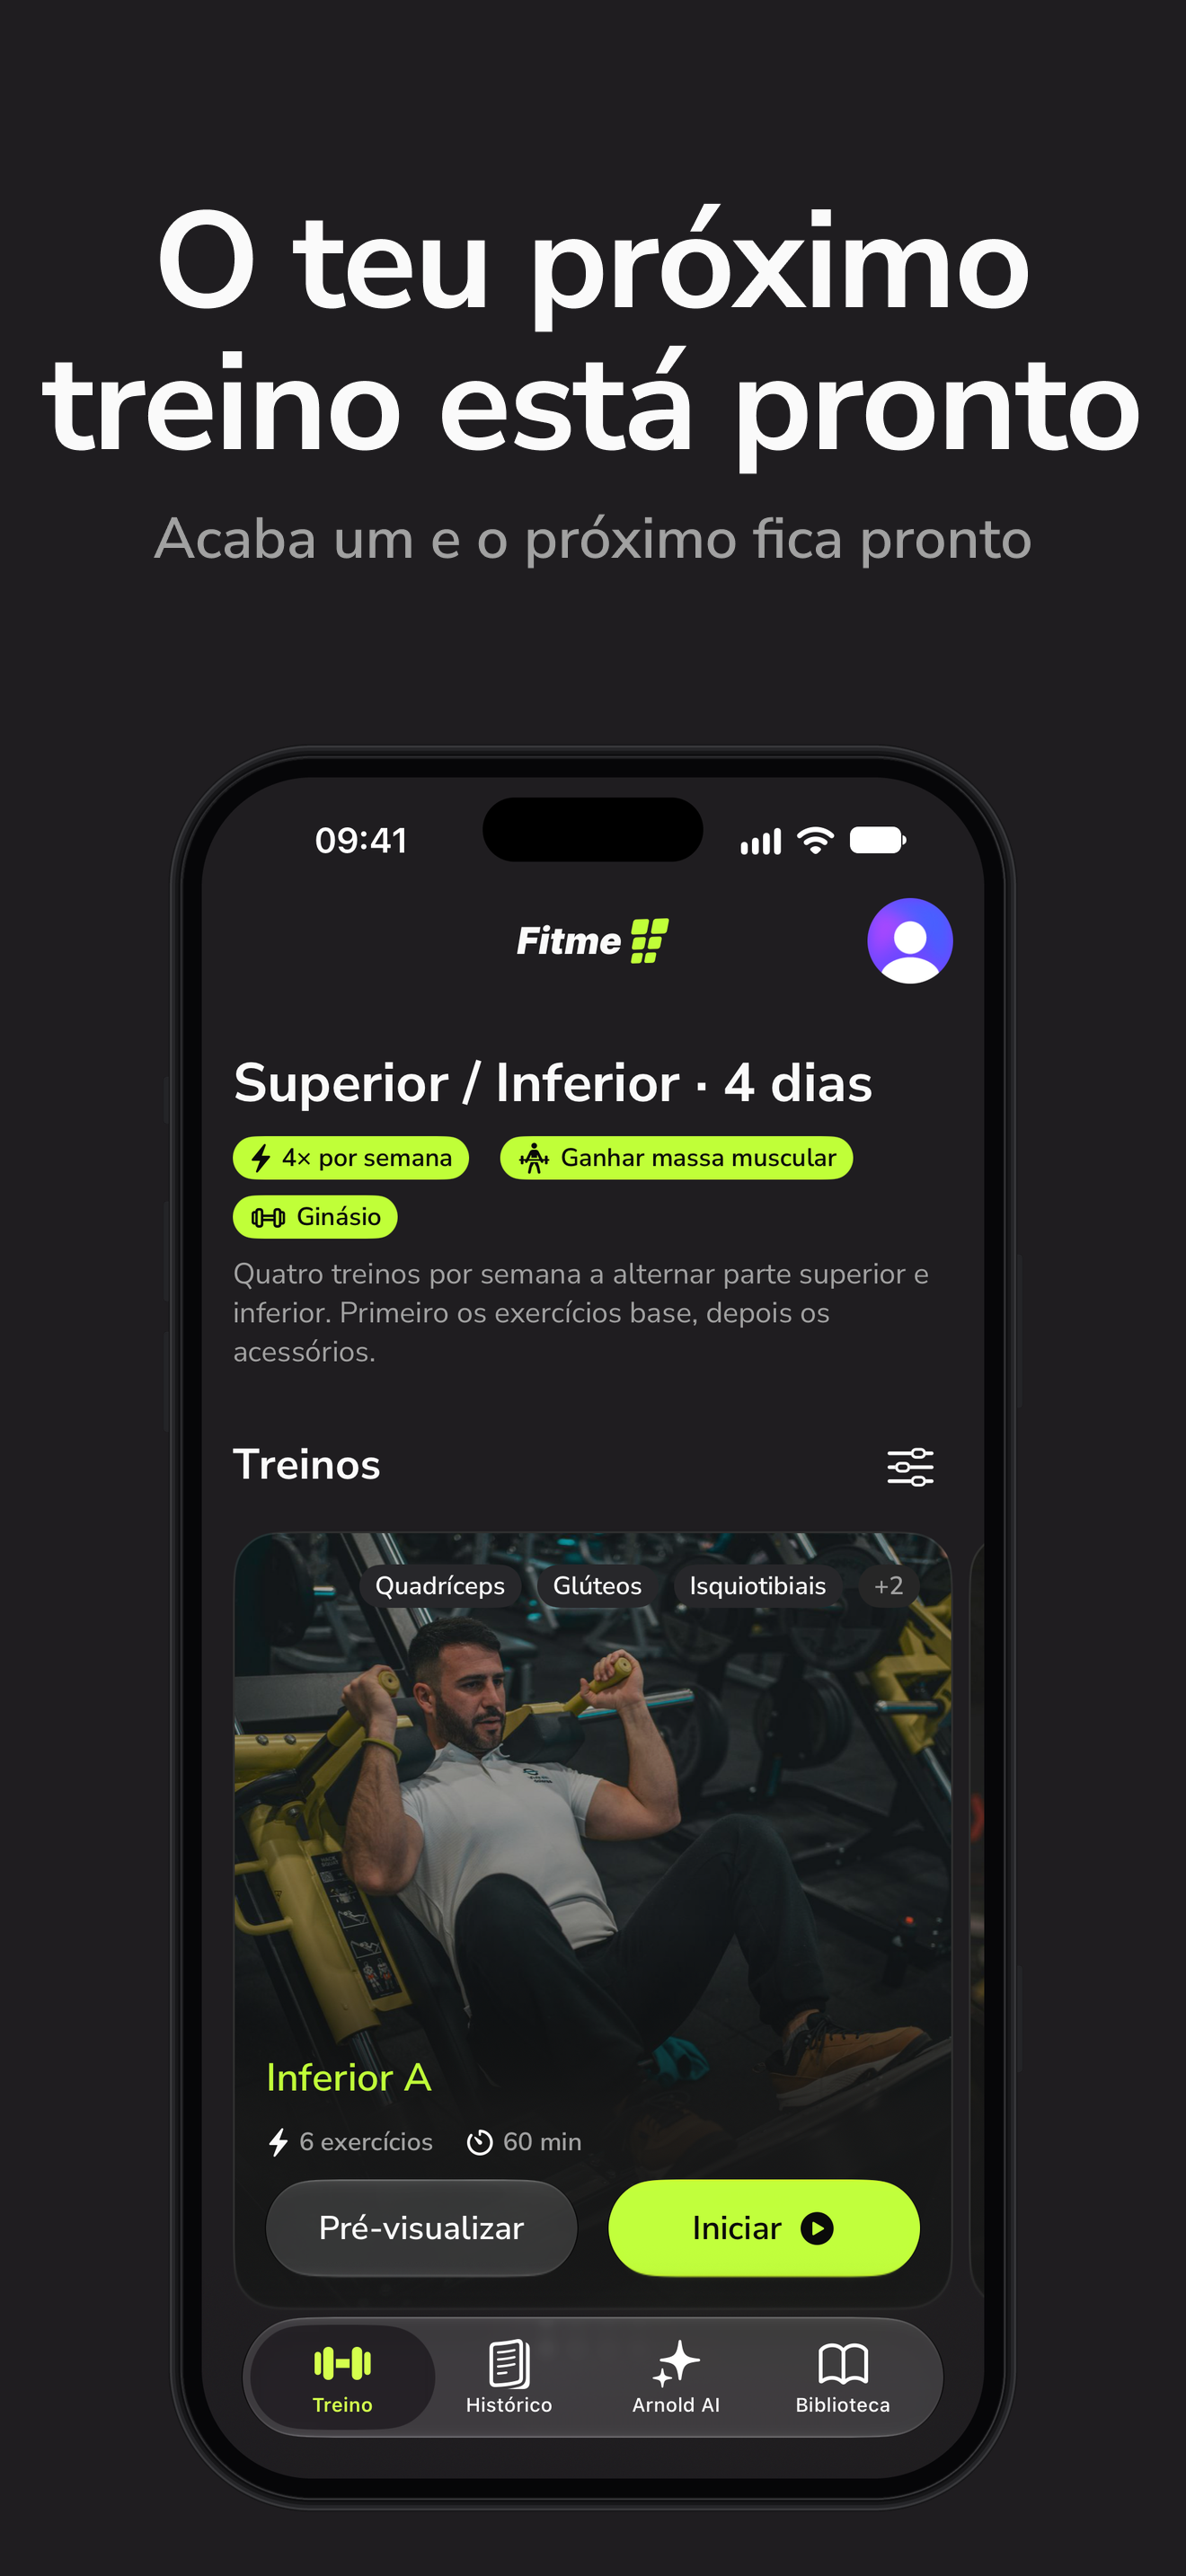 O teu próximo
treino está pronto
Acaba um e o próximo fica pronto
09:41
Fitme
Superior / Inferior · 4 dias
4× por semana
Ganhar massa muscular
Ginásio
Quatro treinos por semana a alternar parte superior e
inferior. Primeiro os exercícios base, depois os
acessórios.
Treinos
Quadríceps
Glúteos
Isquiotibiais
+2
Inferior A
6 exercícios
60 min
Pré-visualizar
Iniciar
Treino
Histórico
Arnold AI
Biblioteca